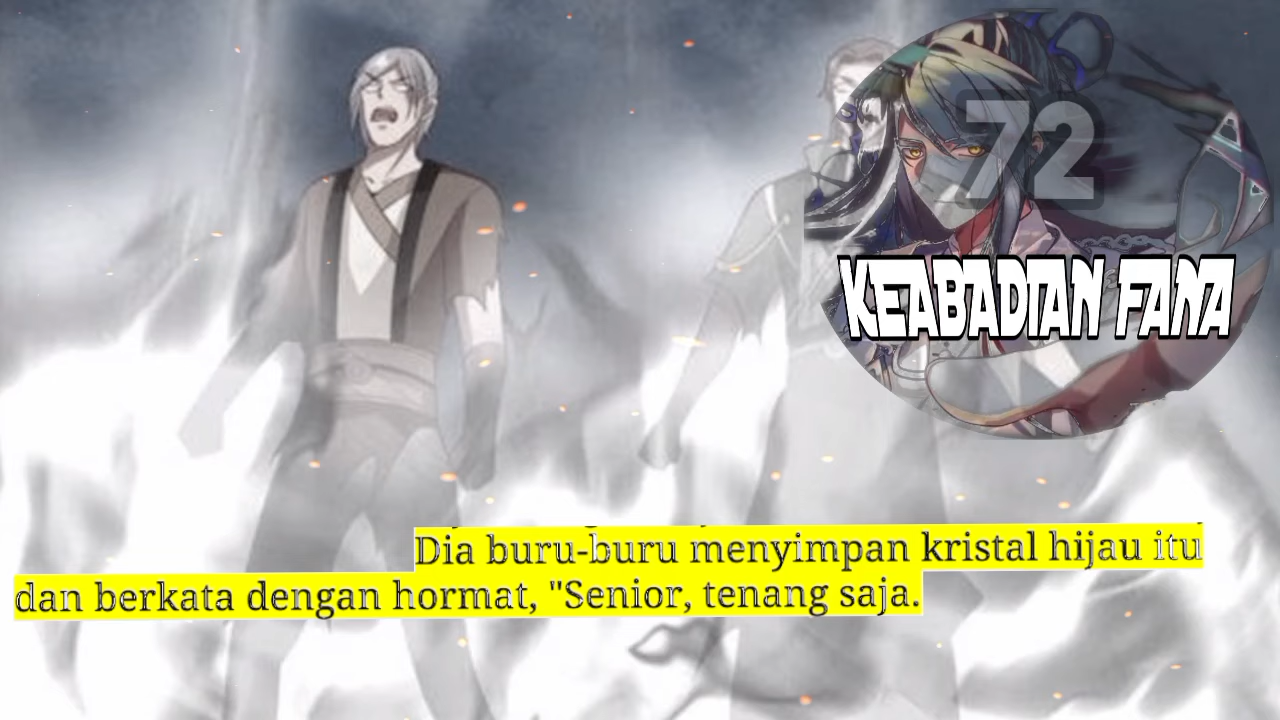 72
KEABADIAN FANA
Dia buru-buru menyimpan kristal hijau itu
dan berkata dengan hormat, "Senior, tenang saja.